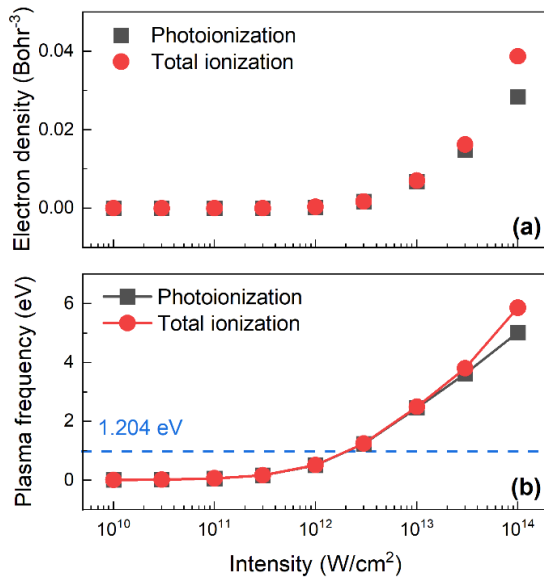 Electron density (Bohr⁻³)
0.04
0.02
0.00
Photoionization
Total ionization
(a)
Plasma frequency (eV)
6
4
2
0
Photoionization
Total ionization
1.204 eV
(b)
10¹⁰
10¹¹
10¹²
10¹³
10¹⁴
Intensity (W/cm²)